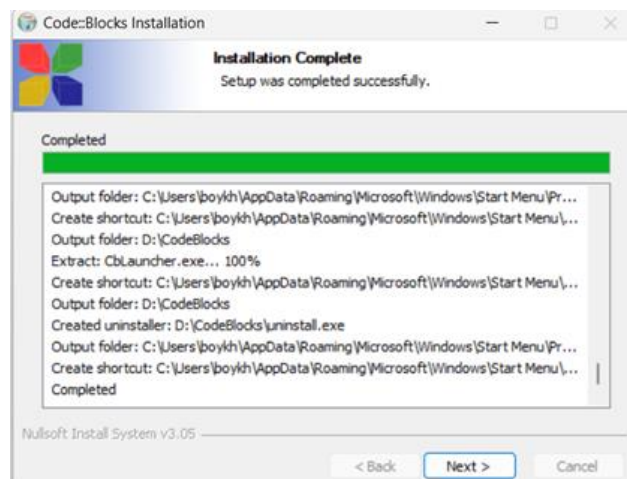 Code::Blocks Installation
Installation Complete
Setup was completed successfully.
Completed
Output folder: C:\Users\boykh\AppData\Roaming\Microsoft\Windows\Start Menu\Pr...
Create shortcut: C:\Users\boykh\AppData\Roaming\Microsoft\Windows\Start Menu\...
Output folder: D:\CodeBlocks
Extract: CbLauncher.exe... 100%
Create shortcut: C:\Users\boykh\AppData\Roaming\Microsoft\Windows\Start Menu\...
Output folder: D:\CodeBlocks
Created uninstaller: D:\CodeBlocks\uninstall.exe
Output folder: C:\Users\boykh\AppData\Roaming\Microsoft\Windows\Start Menu\Pr...
Create shortcut: C:\Users\boykh\AppData\Roaming\Microsoft\Windows\Start Menu\...
Completed
Nullsoft Install System v3.05
< Back Next > Cancel